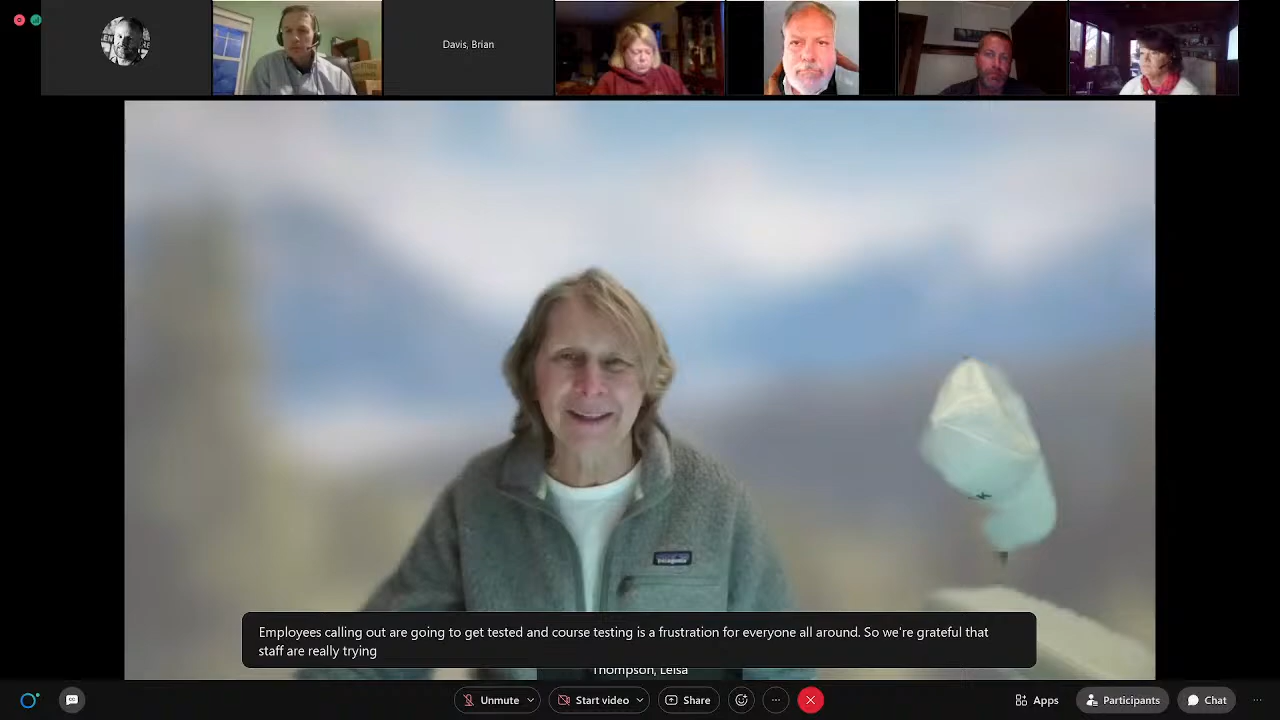 Davis, Brian
patagonia
Employees calling out are going to get tested and course testing is a frustration for everyone all around. So we're grateful that
staff are really trying
Thompson, Leisa
Unmute
Start video
Share
Apps
Participants
Chat